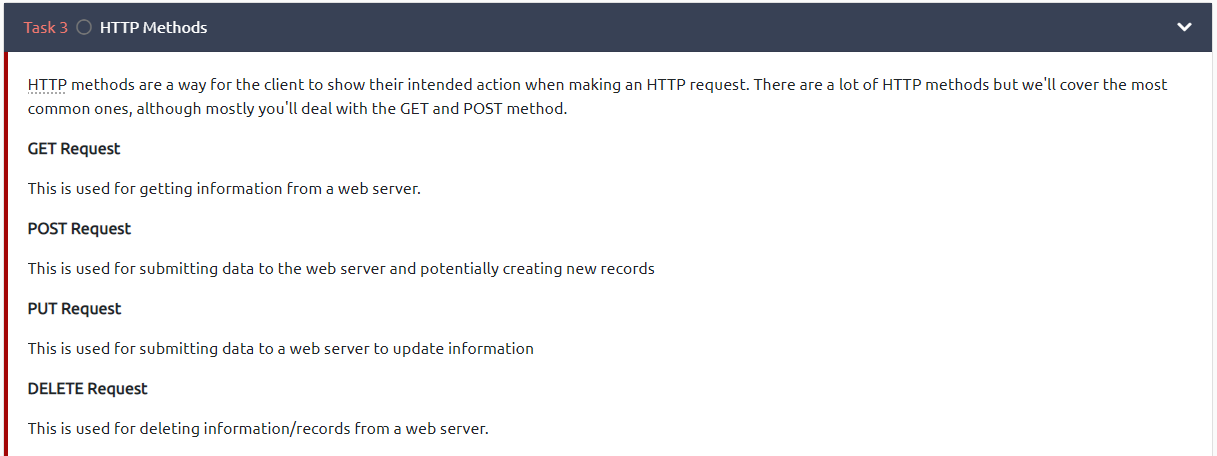 Task 3 HTTP Methods
HTTP methods are a way for the client to show their intended action when making an HTTP request. There are a lot of HTTP methods but we'll cover the most
common ones, although mostly you'll deal with the GET and POST method.
GET Request
This is used for getting information from a web server.
POST Request
This is used for submitting data to the web server and potentially creating new records
PUT Request
This is used for submitting data to a web server to update information
DELETE Request
This is used for deleting information/records from a web server.